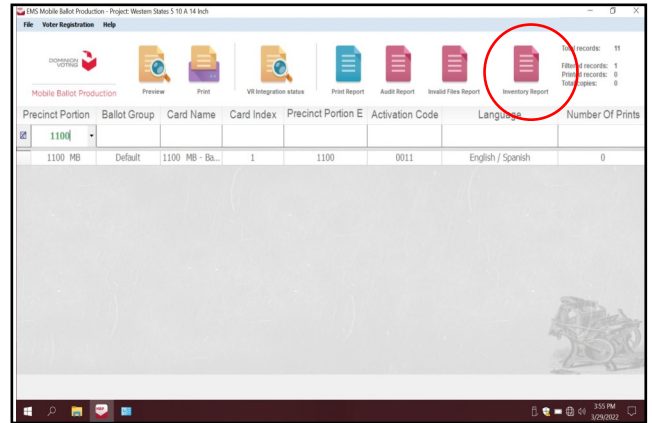 EMS Mobile Ballot Production - Project: Western States 5 10 A 14 Inch
File Voter Registration Help
DOMINION VOTING
Mobile Ballot Production
Preview Print VR Integration status Print Report Audit Report Invalid Files Report Inventory Report
Total records: 11
Filtered records: 1
Printed records: 0
Total copies: 0
Precinct Portion Ballot Group Card Name Card Index Precinct Portion E Activation Code Language Number Of Prints
1100
1100 MB Default 1100 MB - Ba... 1 1100 0011 English / Spanish 0
3:55 PM
3/29/2022